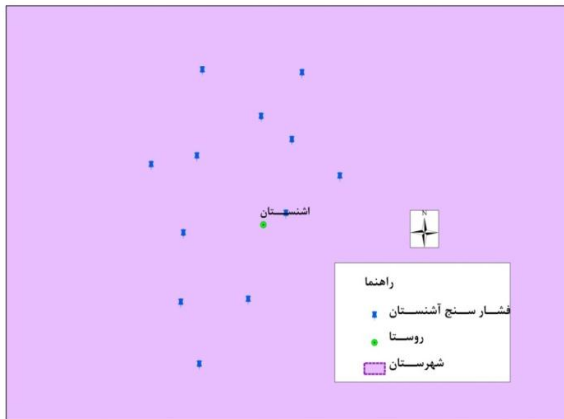 اشنستان
N
راهنما
فشار سنج آشنستان
روستا
شهرستان